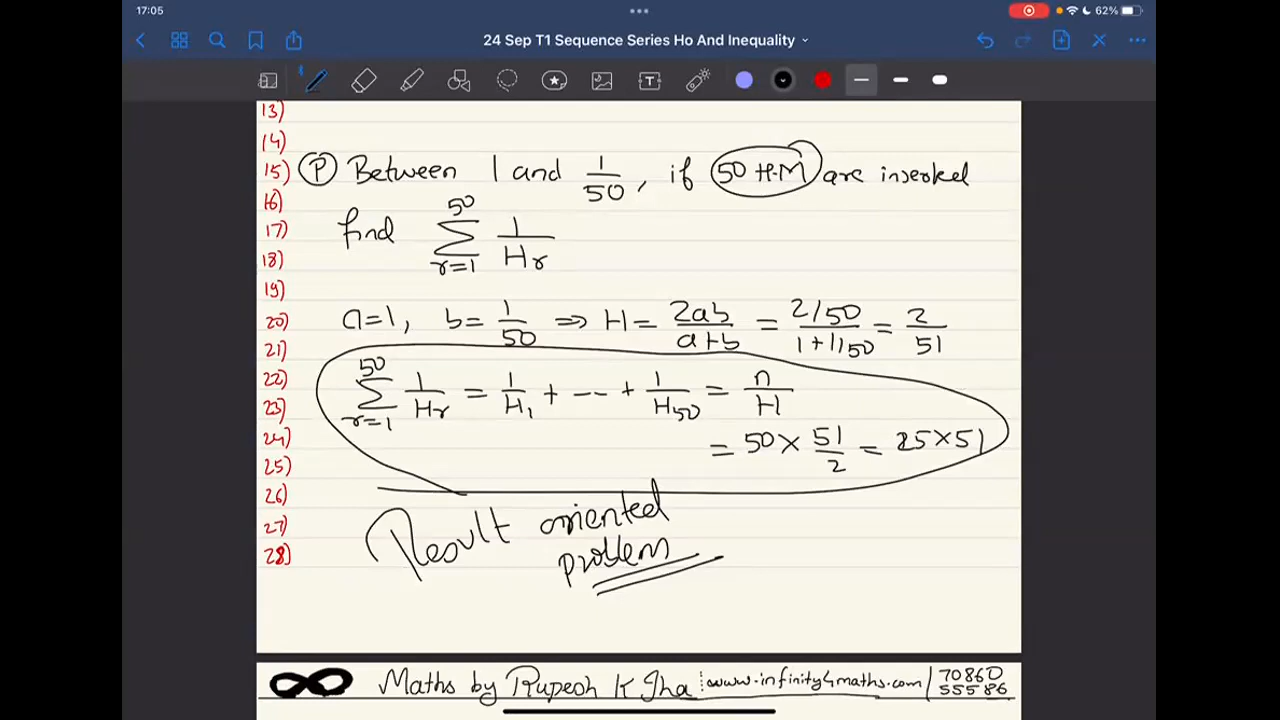 17:05
62%
24 Sep T1 Sequence Series Ho And Inequality
13)
14)
15) (P) Between 1 and 1/50, if 50 H.M are inserted
16)
17) find ∑_{r=1}^{50} 1/H_r
18)
19)
20) a=1, b=1/50 ⇒ H = 2ab/(a+b) = (2/50)/(1+1/50) = 2/51
21)
22)
23) ∑_{r=1}^{50} 1/H_r = 1/H_1 + --- + 1/H_50 = n/H
24) = 50 × 51/2 = 25×51
25)
26)
27) Result oriented
28) problem
Maths by Rupesh K Jha www.infinity4maths.com / 70860 55586